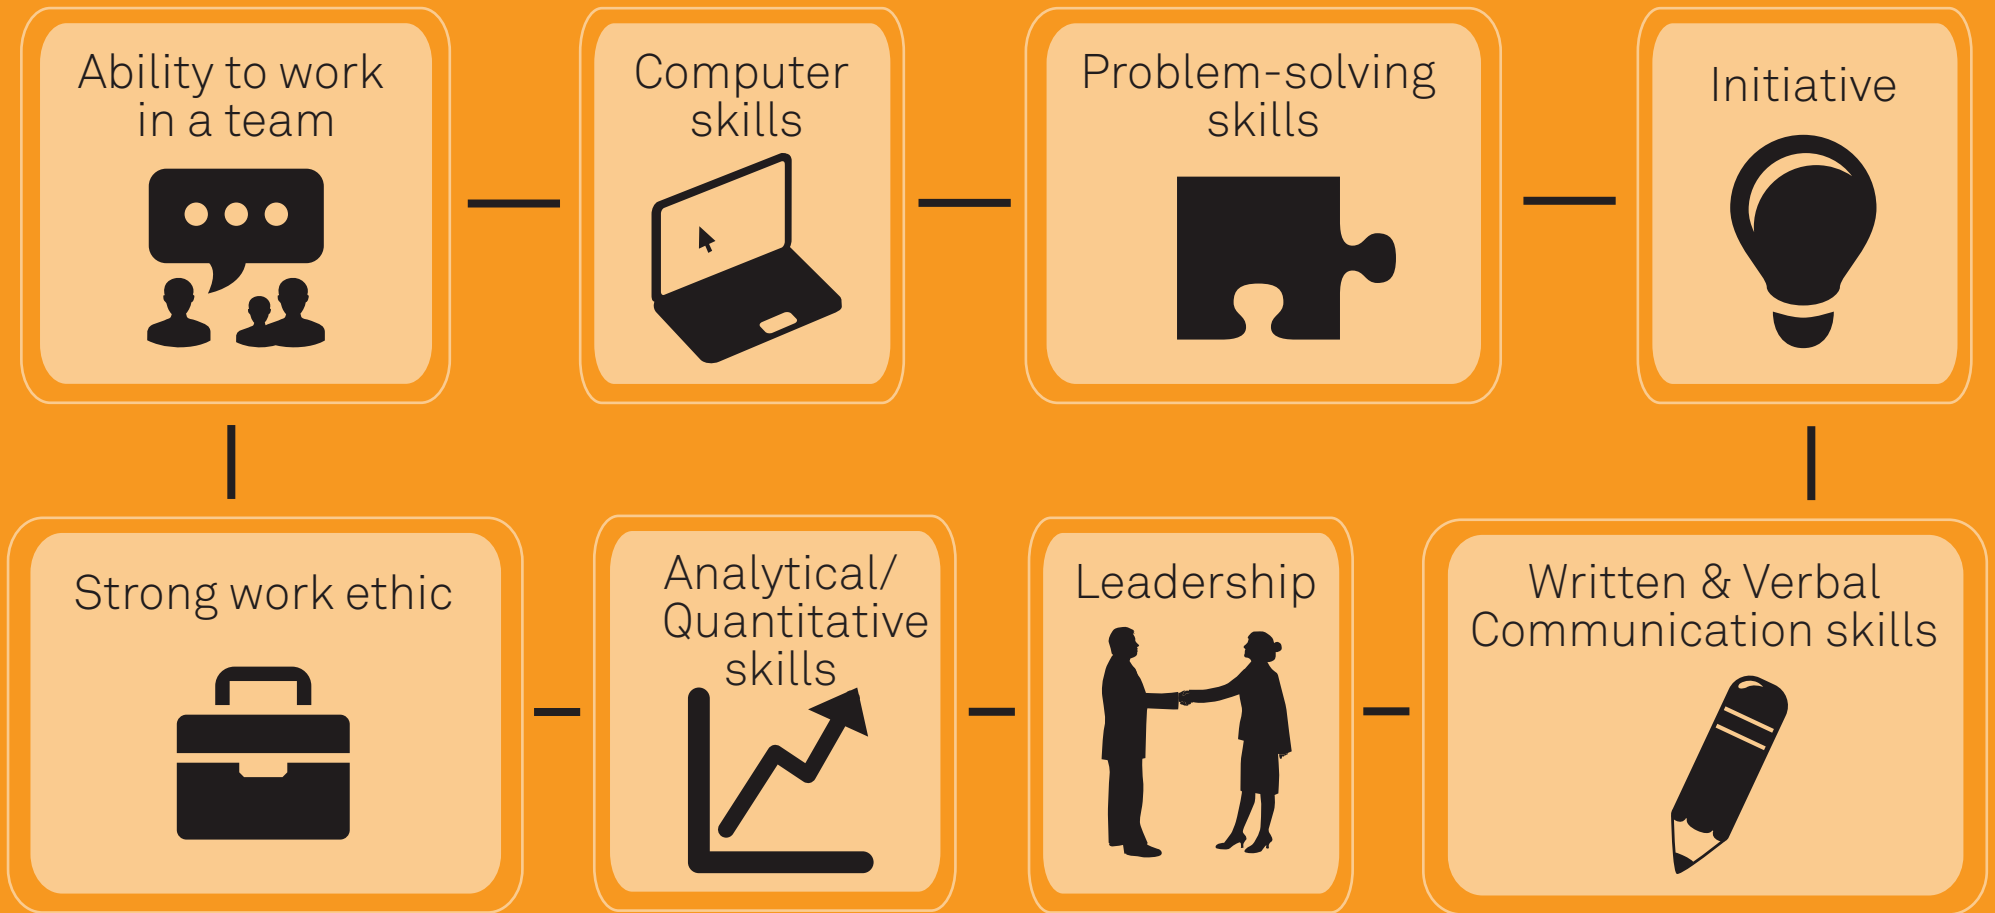 Ability to work
in a team
Computer
skills
Problem-solving
skills
Initiative
Strong work ethic
Analytical/
Quantitative
skills
Leadership
Written & Verbal
Communication skills